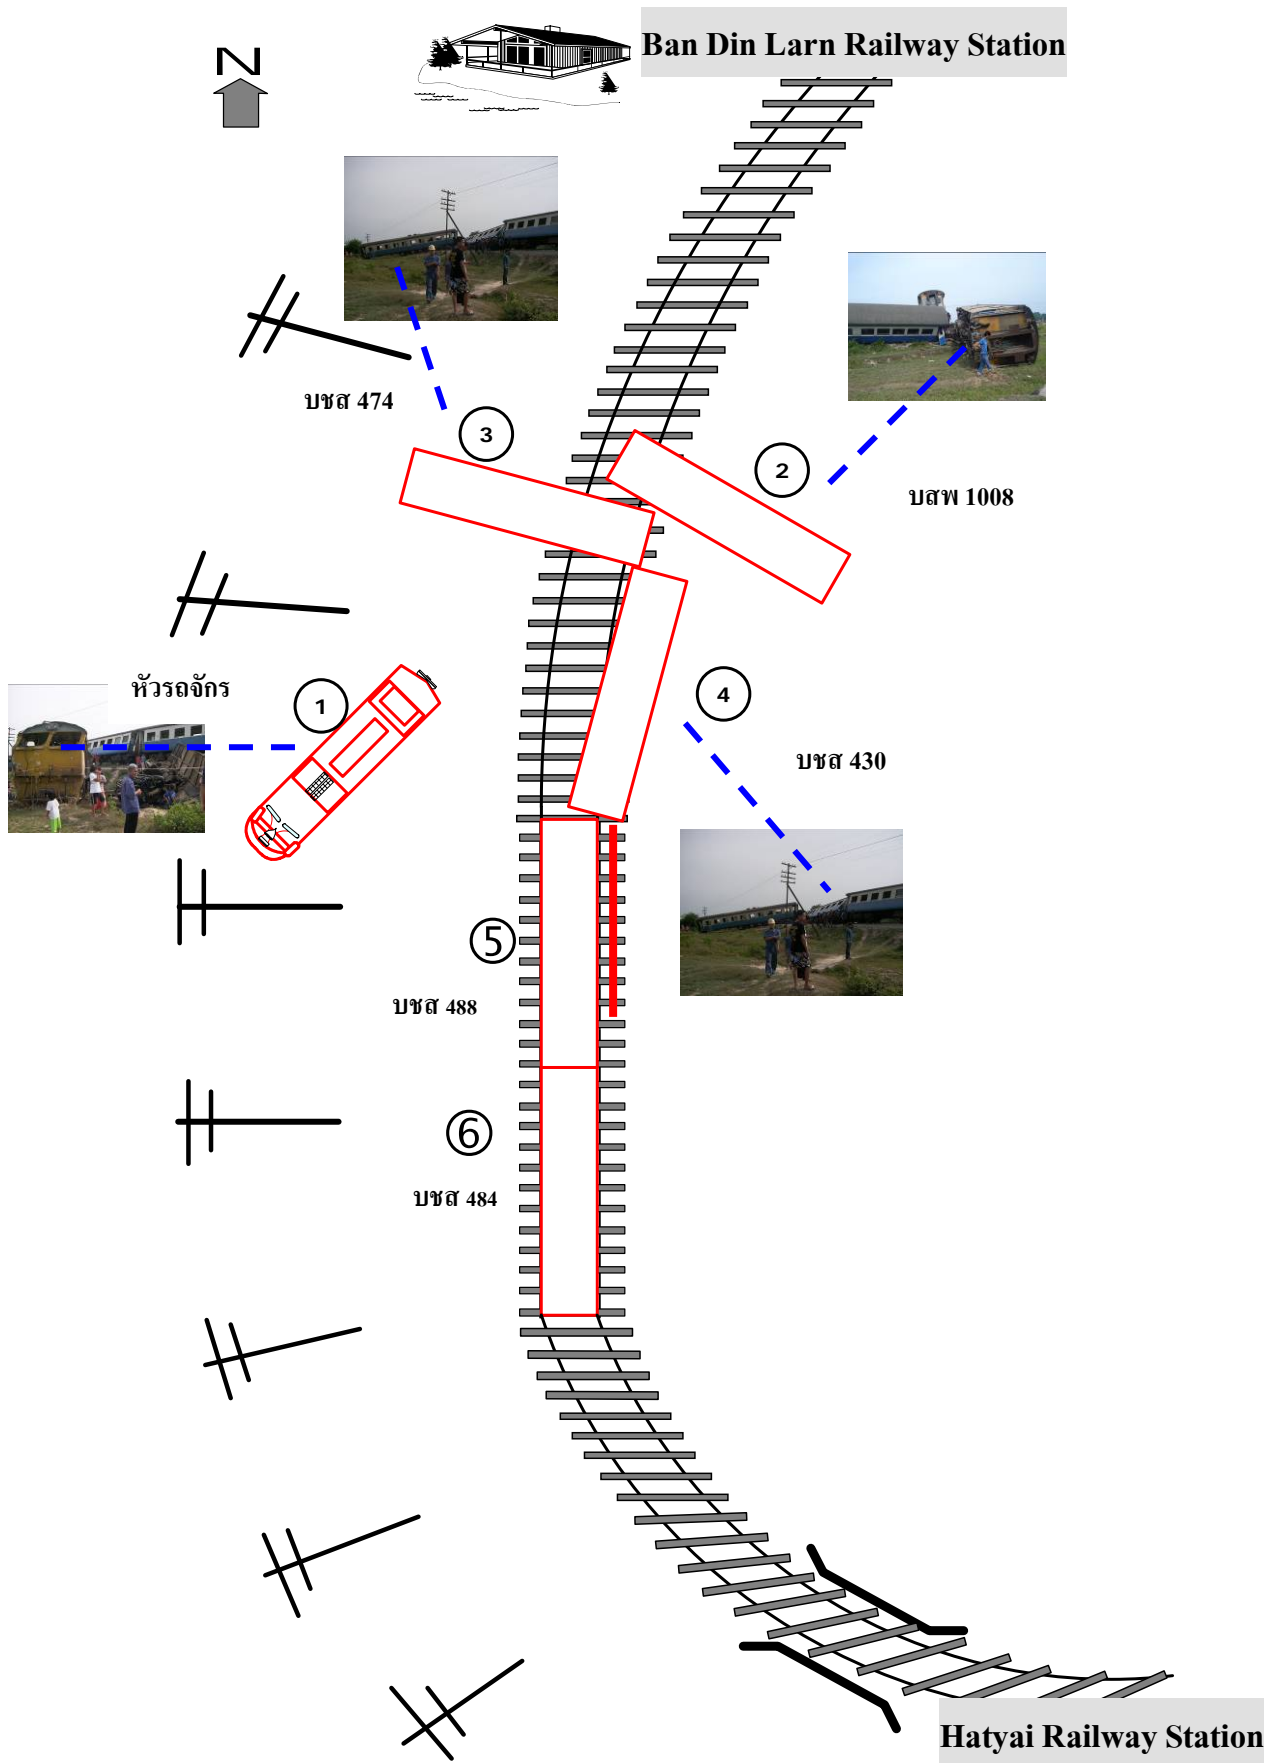 Ban Din Larn Railway Station
N
บชส 474
3
2
บสพ 1008
หัวรถจักร
1
4
บชส 430
5
บชส 488
6
บชส 484
Hatyai Railway Station